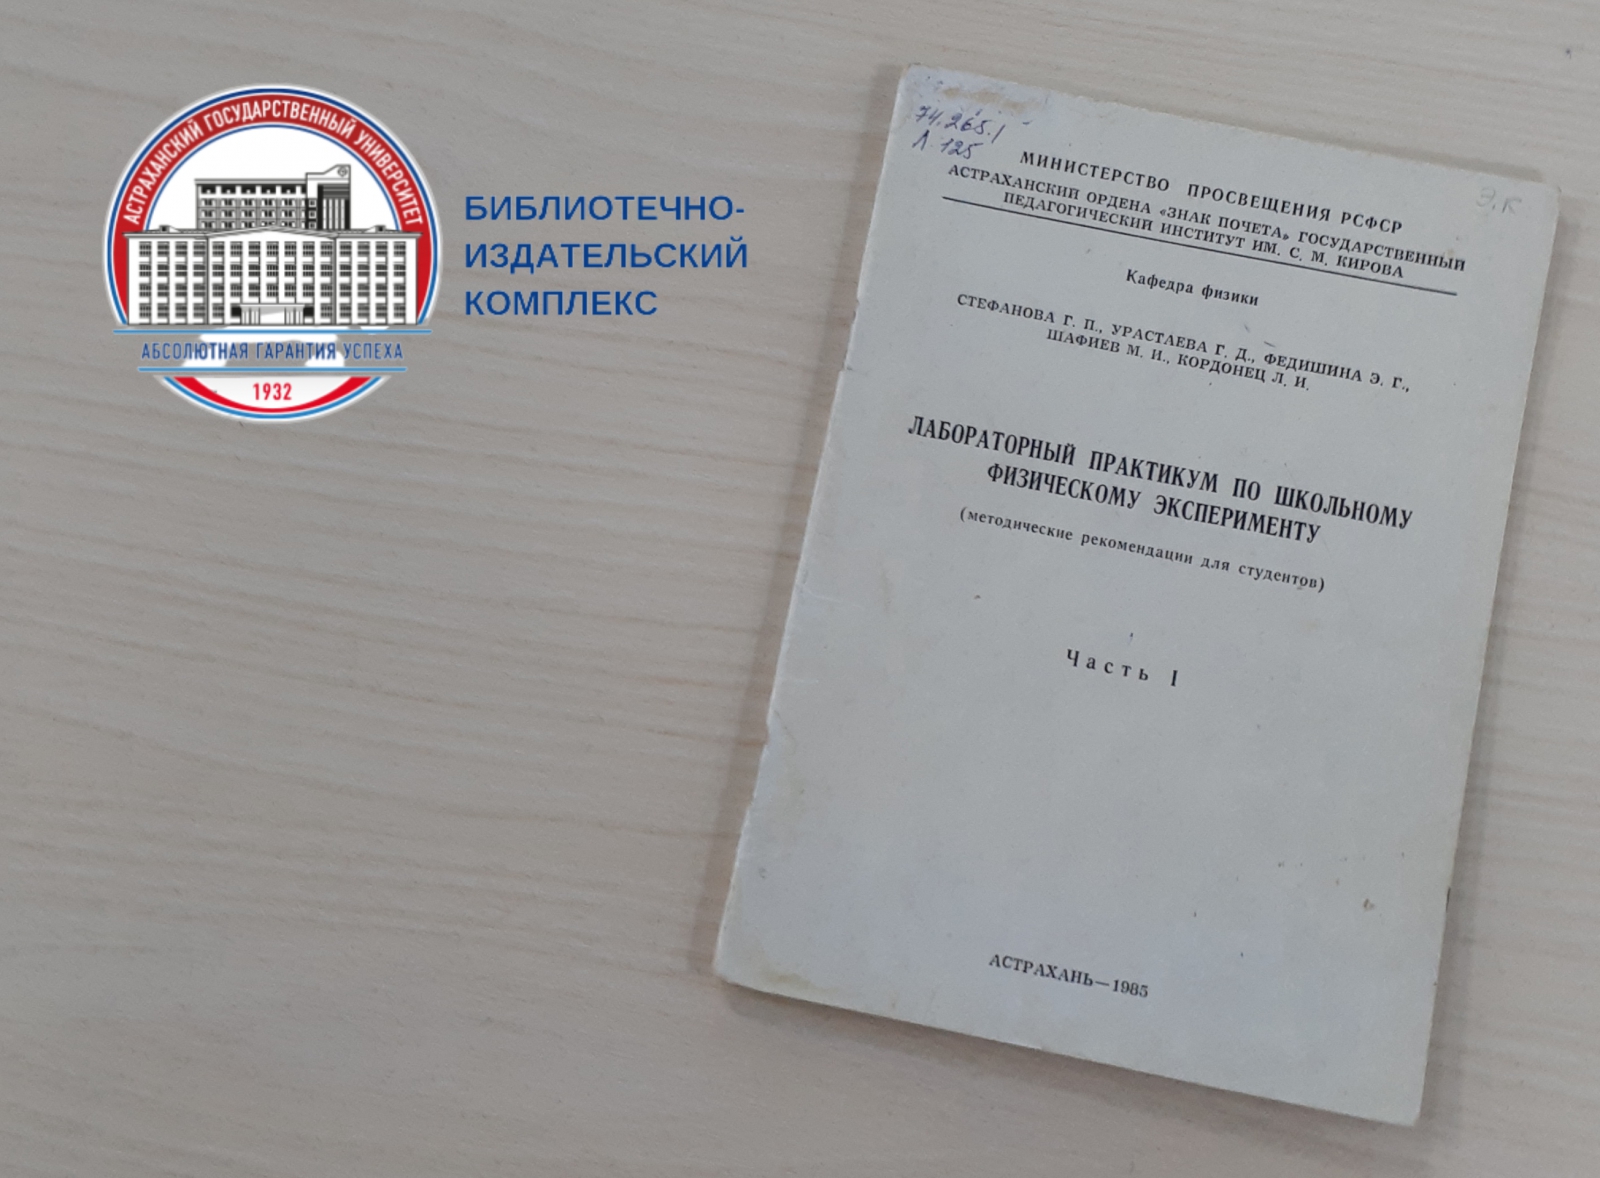 АСТРАХАНСКИЙ ГОСУДАРСТВЕННЫЙ УНИВЕРСИТЕТ
АБСОЛЮТНАЯ ГАРАНТИЯ УСПЕХА
1932
БИБЛИОТЕЧНО-
ИЗДАТЕЛЬСКИЙ
КОМПЛЕКС
74.265.1
Л 125
Э.К
МИНИСТЕРСТВО ПРОСВЕЩЕНИЯ РСФСР
АСТРАХАНСКИЙ ОРДЕНА «ЗНАК ПОЧЕТА» ГОСУДАРСТВЕННЫЙ
ПЕДАГОГИЧЕСКИЙ ИНСТИТУТ ИМ. С. М. КИРОВА
Кафедра физики
СТЕФАНОВА Г. П., УРАСТАЕВА Г. Д., ФЕДИШИНА Э. Г.,
ШАФИЕВ М. И., КОРДОНЕЦ Л. И.
ЛАБОРАТОРНЫЙ ПРАКТИКУМ ПО ШКОЛЬНОМУ
ФИЗИЧЕСКОМУ ЭКСПЕРИМЕНТУ
(методические рекомендации для студентов)
Часть I
АСТРАХАНЬ—1985